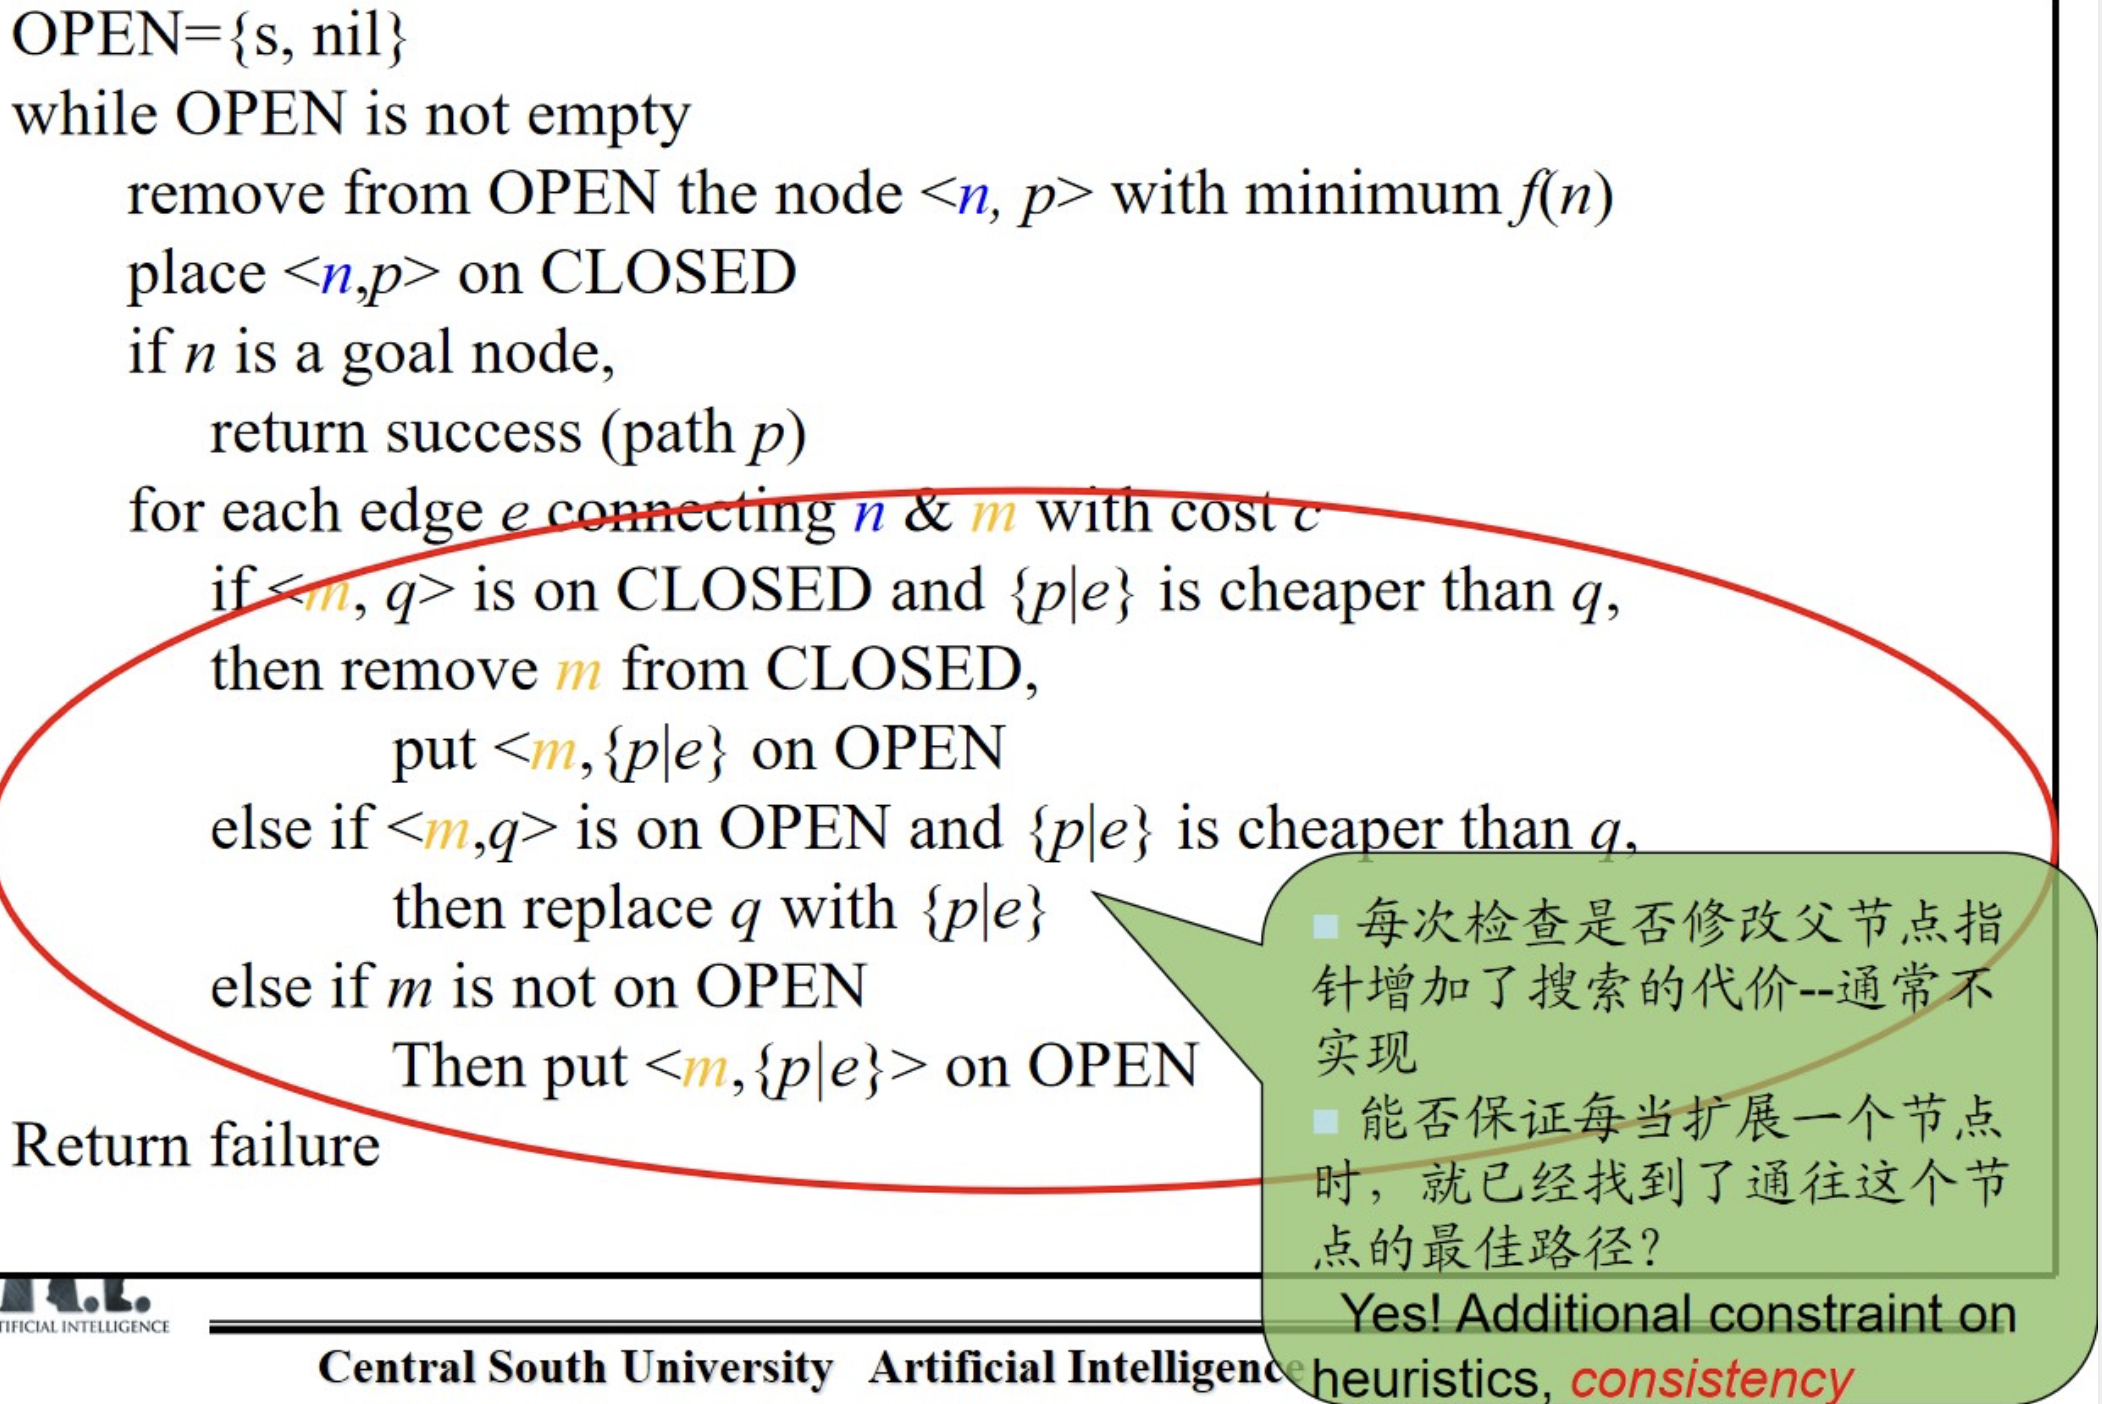 OPEN={s, nil}
while OPEN is not empty
remove from OPEN the node <n, p> with minimum f(n)
place <n,p> on CLOSED
if n is a goal node,
return success (path p)
for each edge e connecting n & m with cost c
if <m, q> is on CLOSED and {p|e} is cheaper than q,
then remove m from CLOSED,
put <m,{p|e} on OPEN
else if <m,q> is on OPEN and {p|e} is cheaper than q,
then replace q with {p|e}
else if m is not on OPEN
Then put <m,{p|e}> on OPEN
Return failure
每次检查是否修改父节点指
针增加了搜索的代价--通常不
实现
能否保证每当扩展一个节点
时，就已经找到了通往这个节
点的最佳路径？
Yes! Additional constraint on
heuristics, consistency
Central South University Artificial Intelligence